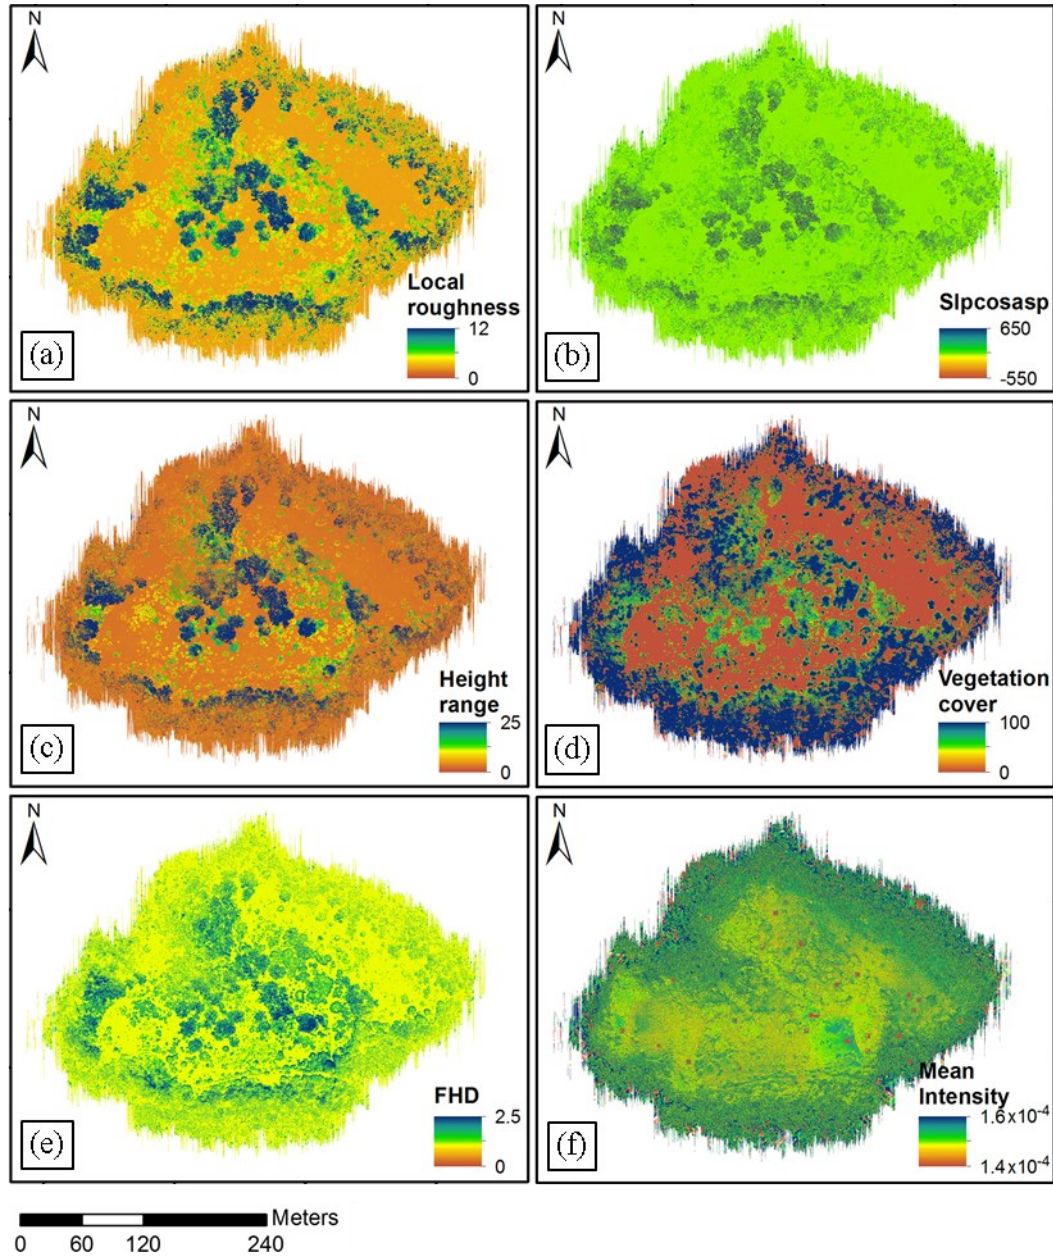 N
Local
roughness
12
0
(a)
N
Slpcosasp
650
-550
(b)
N
Height
range
25
0
(c)
N
Vegetation
cover
100
0
(d)
N
FHD
2.5
0
(e)
N
Mean
Intensity
1.6x10⁻⁴
1.4x10⁻⁴
(f)
Meters
0 60 120 240